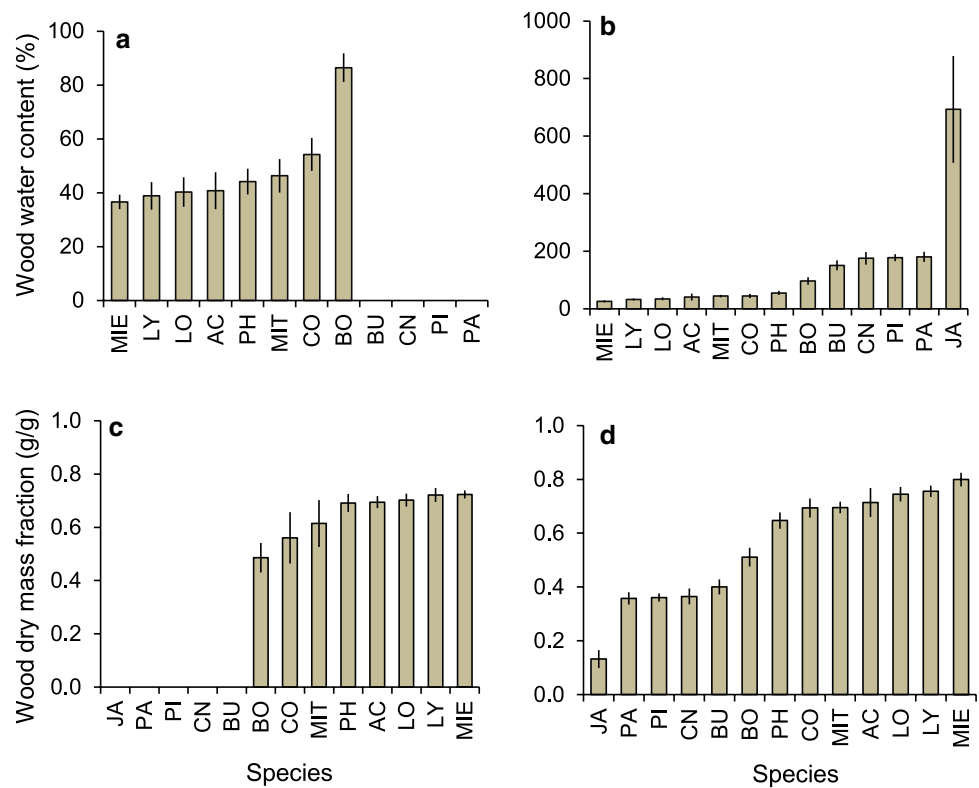 a
Wood water content (%)
100
80
60
40
20
0
MIE LY LO AC PH MIT CO BO BU CN PI PA
b
1000
800
600
400
200
0
MIE LY LO AC MIT CO PH BO BU CN PI PA JA
c
Wood dry mass fraction (g/g)
1.0
0.8
0.6
0.4
0.2
0.0
JA PA PI CN BU BO CO MIT PH AC LO LY MIE
Species
d
1.0
0.8
0.6
0.4
0.2
0.0
JA PA PI CN BU BO PH CO MIT AC LO LY MIE
Species